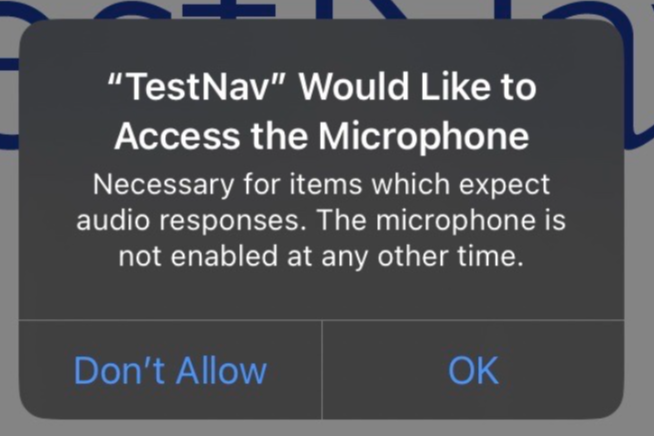 “TestNav” Would Like to
Access the Microphone
Necessary for items which expect
audio responses. The microphone is
not enabled at any other time.
Don’t Allow
OK